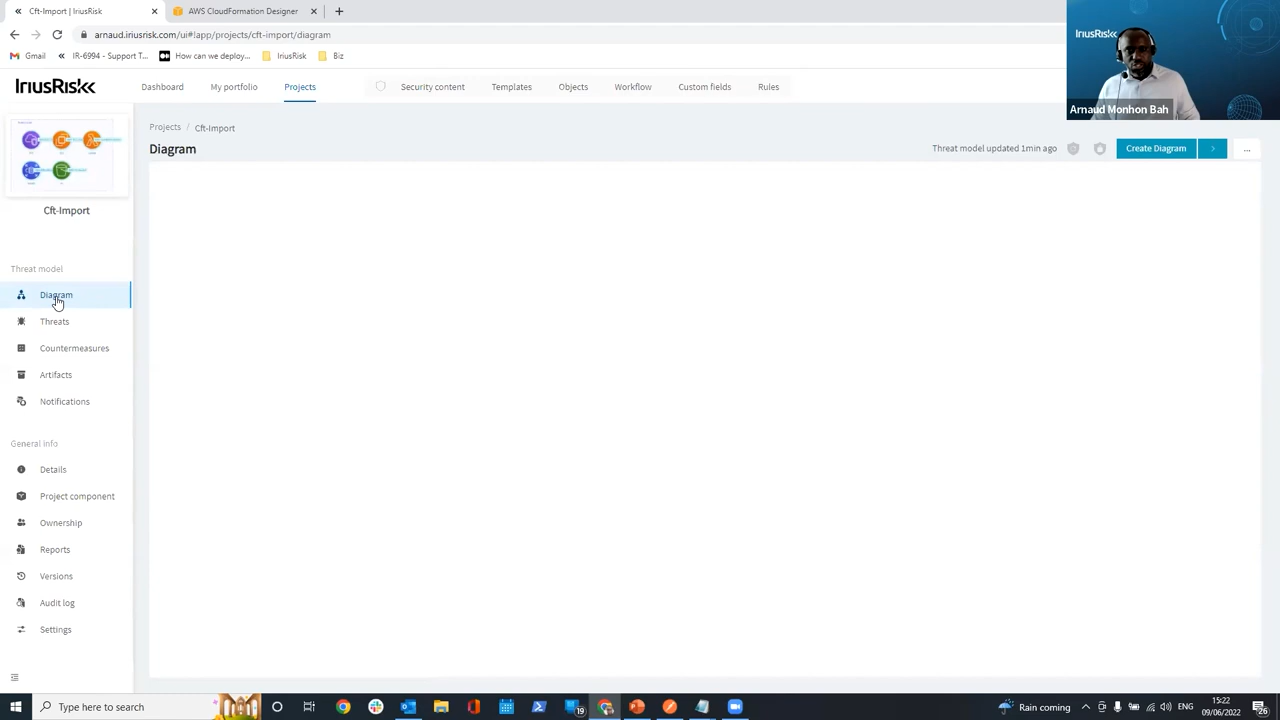 Cft-Import | IriusRisk
AWS CloudFormation Designer
arnaud.iriusrisk.com/ui#!app/projects/cft-import/diagram
Gmail
IR-6994 - Support T...
How can we deploy...
IriusRisk
Biz
IriusRisk
Dashboard
My portfolio
Projects
Security content
Templates
Objects
Workflow
Custom fields
Rules
IriusRisk
Arnaud Monhon Bah
Projects / Cft-Import
Diagram
Threat model updated 1min ago
Create Diagram
...
Cft-Import
Threat model
Diagram
Threats
Countermeasures
Artifacts
Notifications
General info
Details
Project component
Ownership
Reports
Versions
Audit log
Settings
Type here to search
19
Rain coming
ENG
15:22
09/06/2022
26